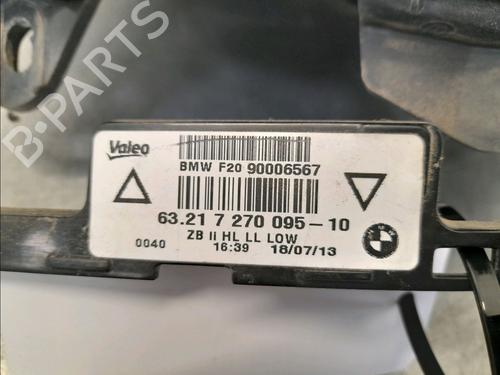 B-PARTS
Valeo
BMW F20 90006567
63.21 7 270 095-10
ZB II HL LL LOW
0040 16:39 18/07/13